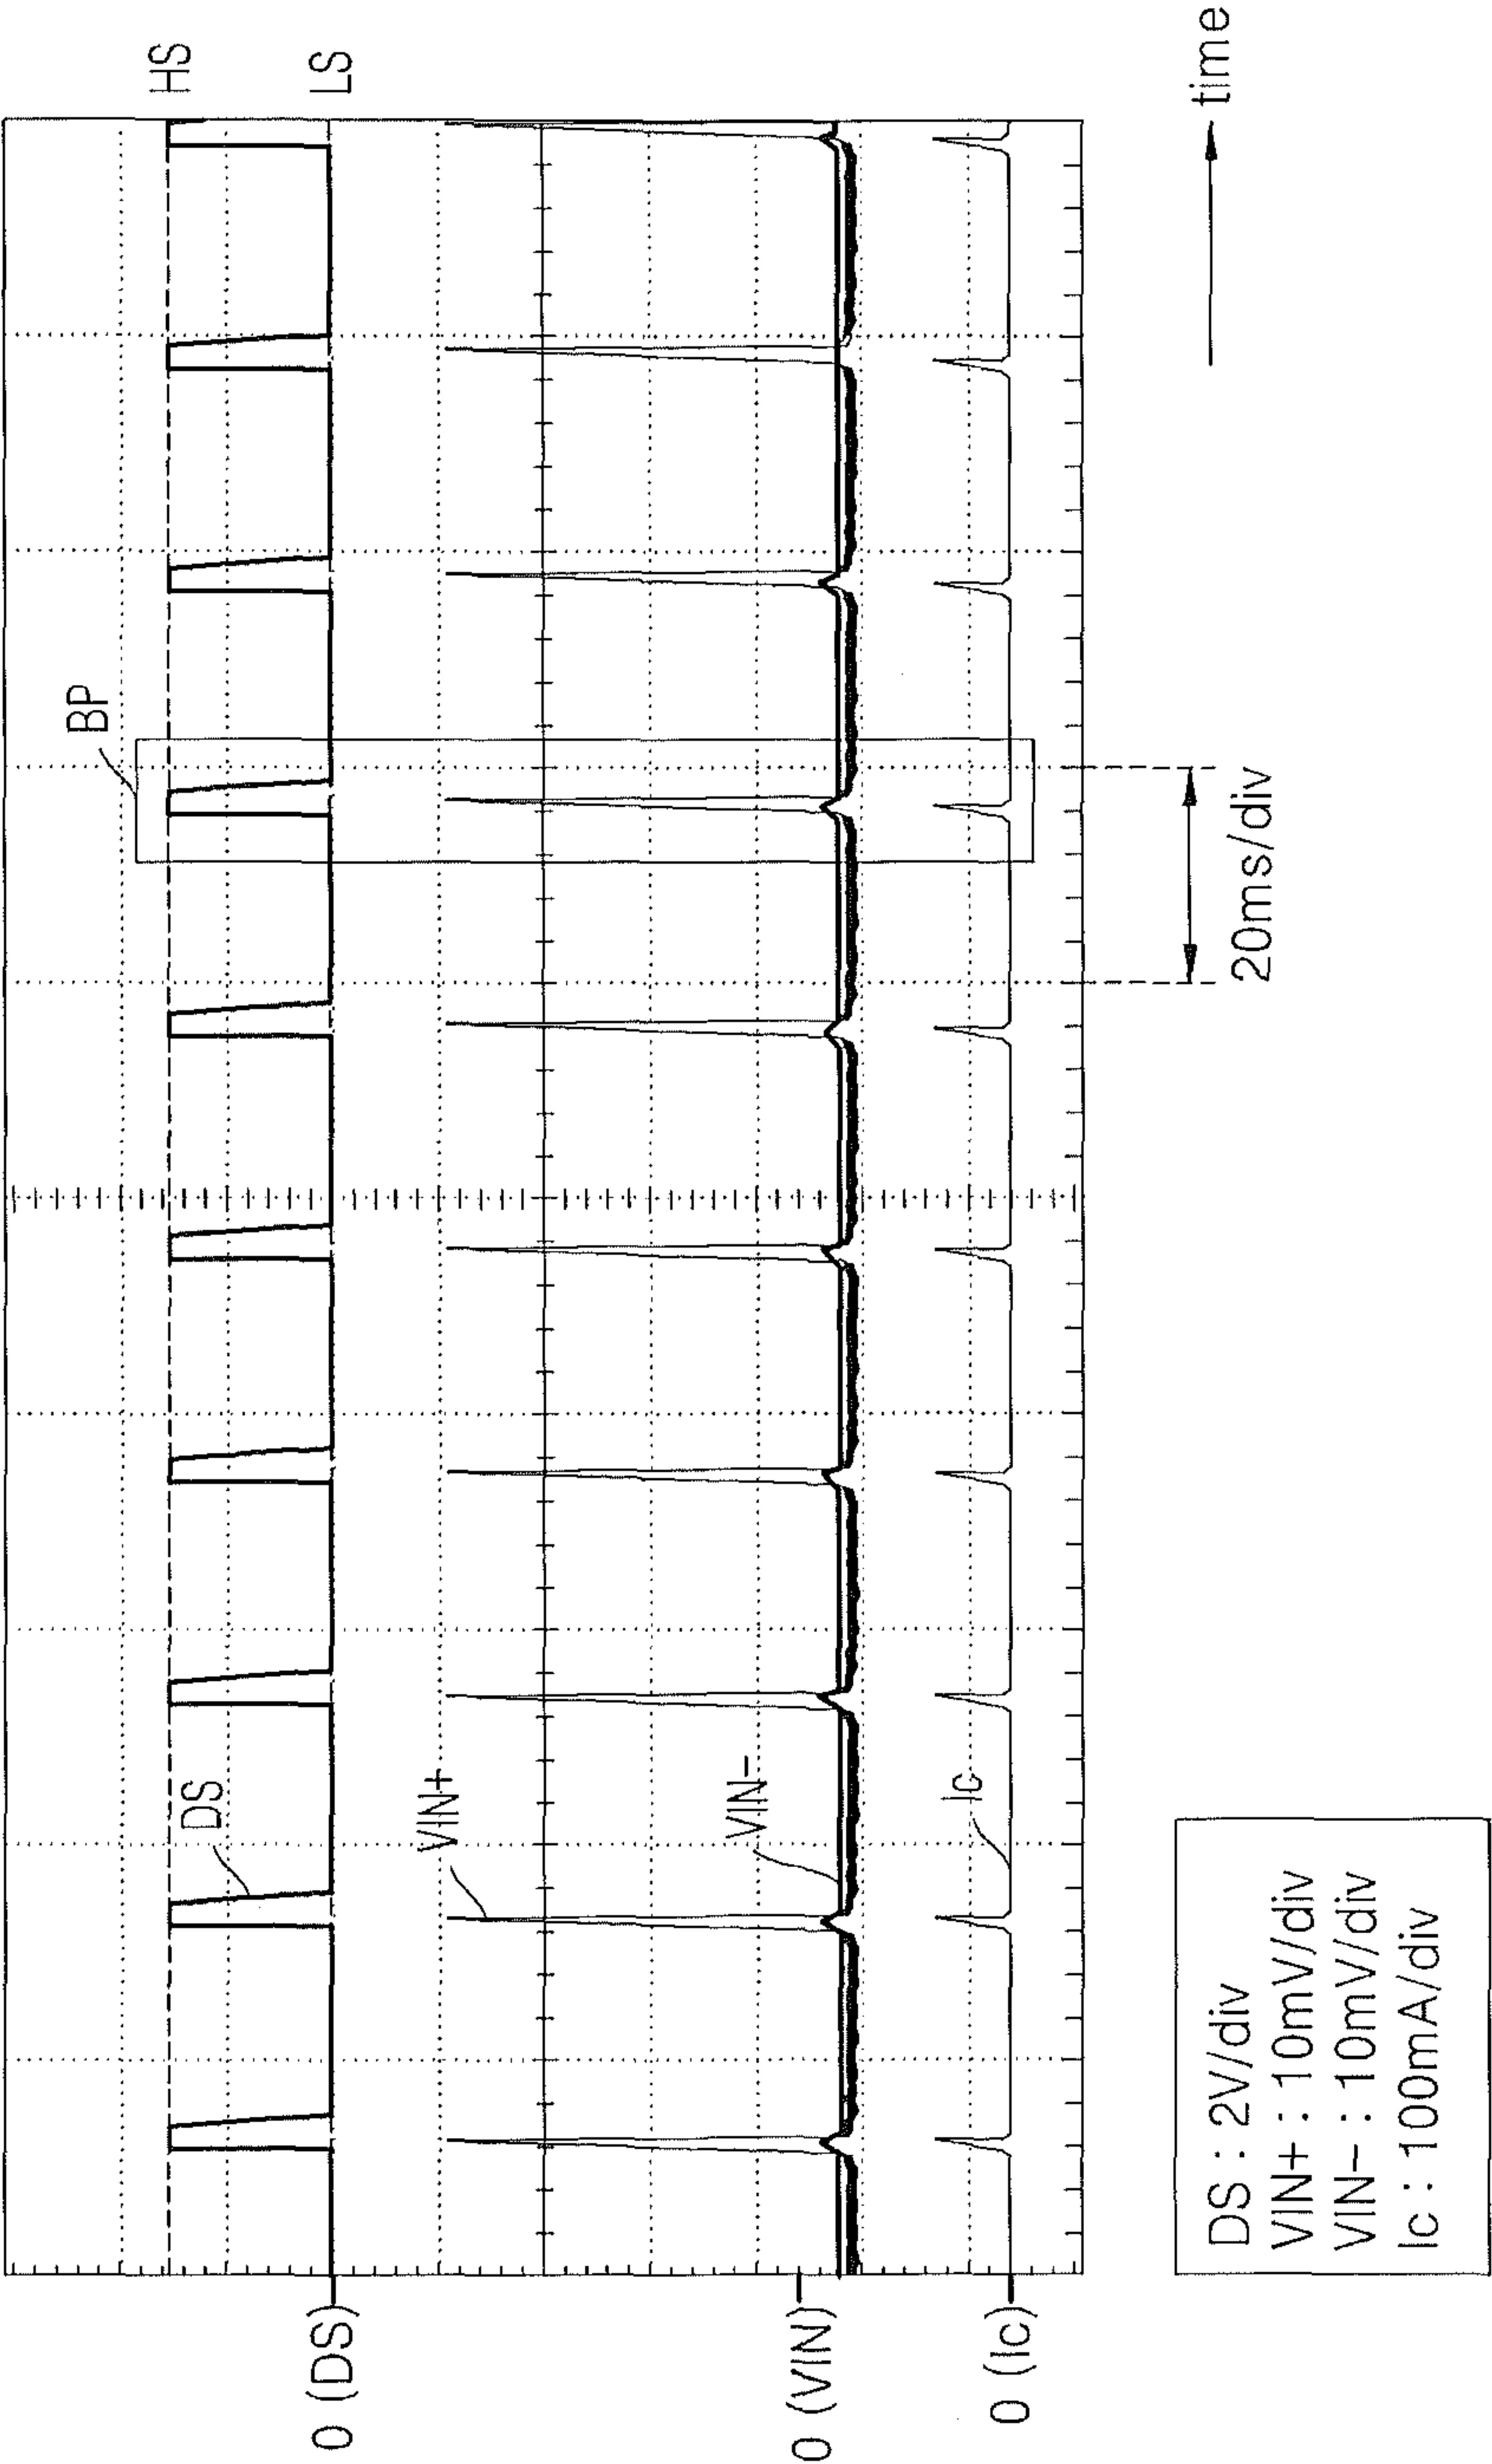 BP
HS
LS
DS
VIN+
VIN−
Ic
0 (DS)
0 (VIN)
0 (Ic)
20ms/div
time
DS : 2V/div
VIN+ : 10mV/div
VIN− : 10mV/div
Ic : 100mA/div